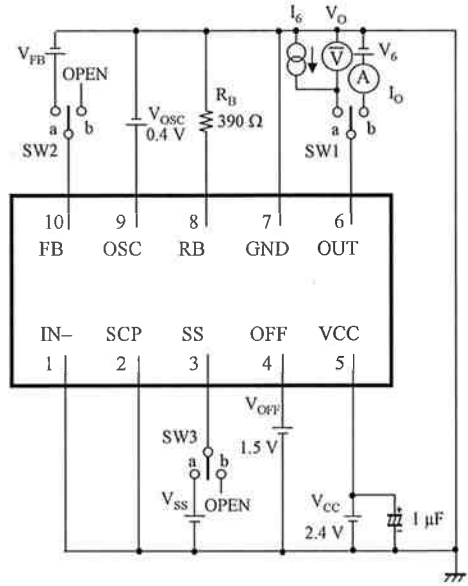 I6 VO
VFB
OPEN
V6
A
V
IO
RB
390 Ω
VOSC
0.4 V
a b
SW2
a b
SW1
10 9 8 7 6
FB OSC RB GND OUT
IN– SCP SS OFF VCC
1 2 3 4 5
VOFF
1.5 V
SW3
a b
VSS OPEN
VCC
2.4 V
+
1 μF